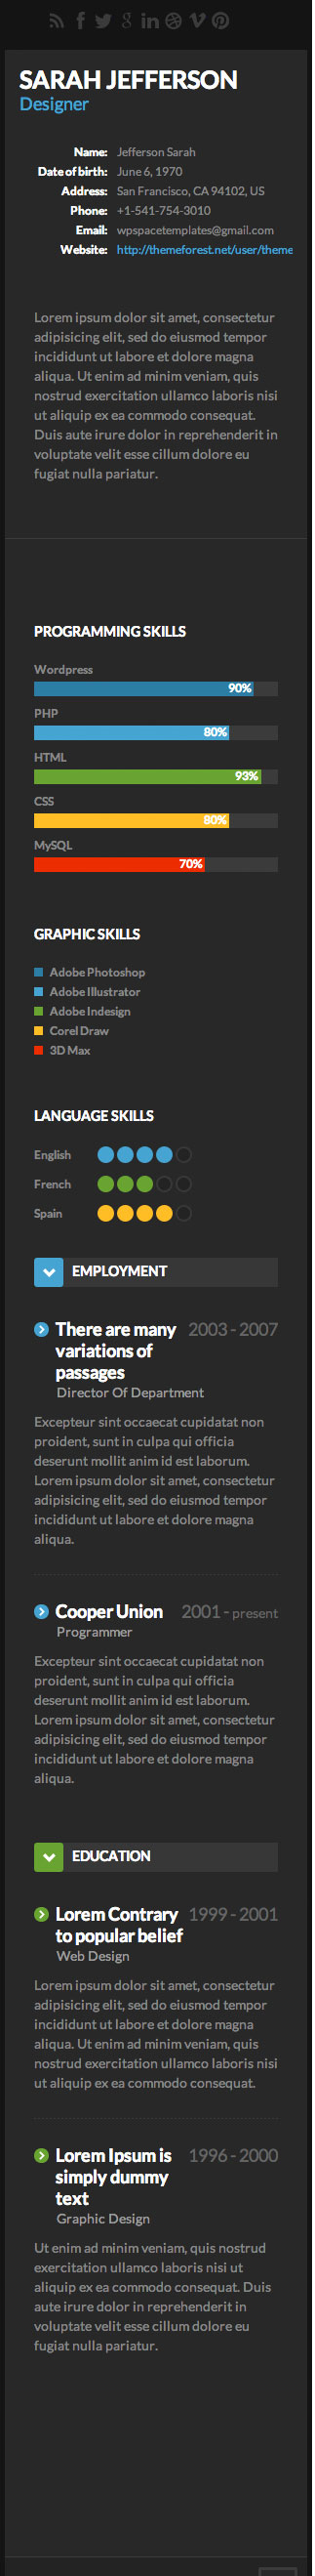 SARAH JEFFERSON
Designer
Name: Jefferson Sarah
Date of birth: June 6, 1970
Address: San Francisco, CA 94102, US
Phone: +1-541-754-3010
Email: wpspacetemplates@gmail.com
Website: http://themeforest.net/user/theme
Lorem ipsum dolor sit amet, consectetur
adipisicing elit, sed do eiusmod tempor
incididunt ut labore et dolore magna
aliqua. Ut enim ad minim veniam, quis
nostrud exercitation ullamco laboris nisi
ut aliquip ex ea commodo consequat.
Duis aute irure dolor in reprehenderit in
voluptate velit esse cillum dolore eu
fugiat nulla pariatur.
PROGRAMMING SKILLS
Wordpress
90%
PHP
80%
HTML
93%
CSS
80%
MySQL
70%
GRAPHIC SKILLS
Adobe Photoshop
Adobe Illustrator
Adobe Indesign
Corel Draw
3D Max
LANGUAGE SKILLS
English
French
Spain
EMPLOYMENT
There are many 2003 - 2007
variations of
passages
Director Of Department
Excepteur sint occaecat cupidatat non
proident, sunt in culpa qui officia
deserunt mollit anim id est laborum.
Lorem ipsum dolor sit amet, consectetur
adipisicing elit, sed do eiusmod tempor
incididunt ut labore et dolore magna
aliqua.
Cooper Union 2001 - present
Programmer
Excepteur sint occaecat cupidatat non
proident, sunt in culpa qui officia
deserunt mollit anim id est laborum.
Lorem ipsum dolor sit amet, consectetur
adipisicing elit, sed do eiusmod tempor
incididunt ut labore et dolore magna
aliqua.
EDUCATION
Lorem Contrary 1999 - 2001
to popular belief
Web Design
Lorem ipsum dolor sit amet, consectetur
adipisicing elit, sed do eiusmod tempor
incididunt ut labore et dolore magna
aliqua. Ut enim ad minim veniam, quis
nostrud exercitation ullamco laboris nisi
ut aliquip ex ea commodo consequat.
Lorem Ipsum is 1996 - 2000
simply dummy
text
Graphic Design
Ut enim ad minim veniam, quis nostrud
exercitation ullamco laboris nisi ut
aliquip ex ea commodo consequat. Duis
aute irure dolor in reprehenderit in
voluptate velit esse cillum dolore eu
fugiat nulla pariatur.